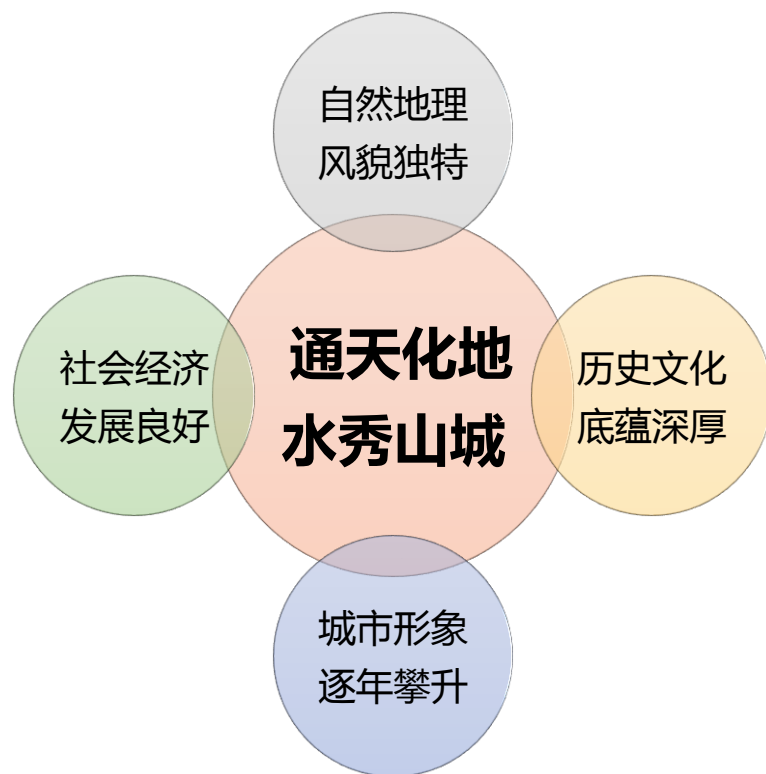 自然地理
风貌独特
社会经济
发展良好
通天化地
水秀山城
历史文化
底蕴深厚
城市形象
逐年攀升